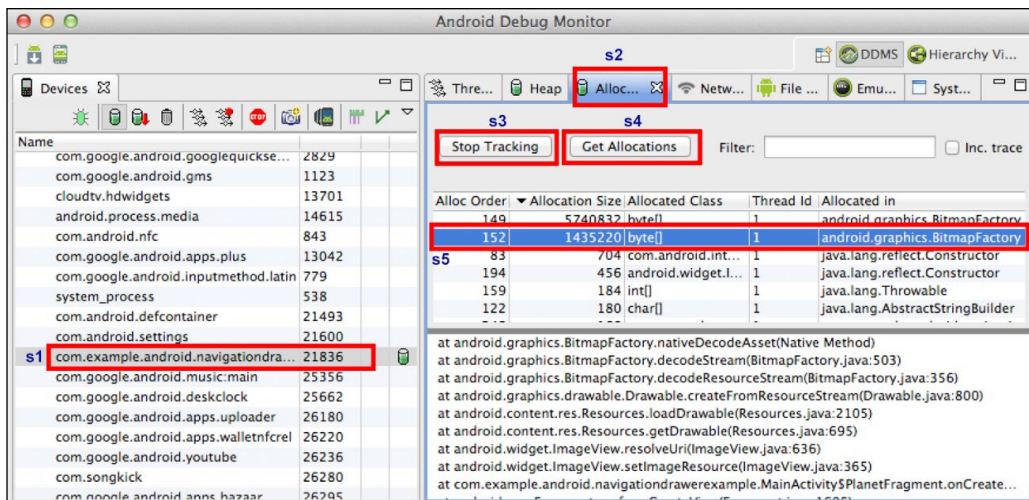 Android Debug Monitor
s2
DDMS Hierarchy Vi...
Devices
Thre... Heap Alloc... Netw... File ... Emu... Syst...
s3 s4
Stop Tracking Get Allocations Filter: Inc. trace
Name
com.google.android.googlequickse... 2829
com.google.android.gms 1123
cloudtv.hdwidgets 13701
android.process.media 14615
com.android.nfc 843
com.google.android.apps.plus 13042
com.google.android.inputmethod.latin 779
system_process 538
com.android.defcontainer 21493
com.android.settings 21600
s1 com.example.android.navigationdra... 21836
com.google.android.music:main 25356
com.google.android.deskclock 25662
com.google.android.apps.uploader 26180
com.google.android.apps.walletnfcrel 26220
com.google.android.youtube 26236
com.songkick 26280
com.google.android.apps.bazaar 26295
Alloc Order Allocation Size Allocated Class Thread Id Allocated in
149 5740832 byte[] 1 android.graphics.BitmapFactory
152 1435220 byte[] 1 android.graphics.BitmapFactory
s5
83 704 com.android.int... 1 java.lang.reflect.Constructor
194 456 android.widget.I... 1 java.lang.reflect.Constructor
159 184 int[] 1 java.lang.Throwable
122 180 char[] 1 java.lang.AbstractStringBuilder
at android.graphics.BitmapFactory.nativeDecodeAsset(Native Method)
at android.graphics.BitmapFactory.decodeStream(BitmapFactory.java:503)
at android.graphics.BitmapFactory.decodeResourceStream(BitmapFactory.java:356)
at android.graphics.drawable.Drawable.createFromResourceStream(Drawable.java:800)
at android.content.res.Resources.loadDrawable(Resources.java:2105)
at android.content.res.Resources.getDrawable(Resources.java:695)
at android.widget.ImageView.resolveUri(ImageView.java:636)
at android.widget.ImageView.setImageResource(ImageView.java:365)
at com.example.android.navigationdrawerexample.MainActivity$PlanetFragment.onCreate...